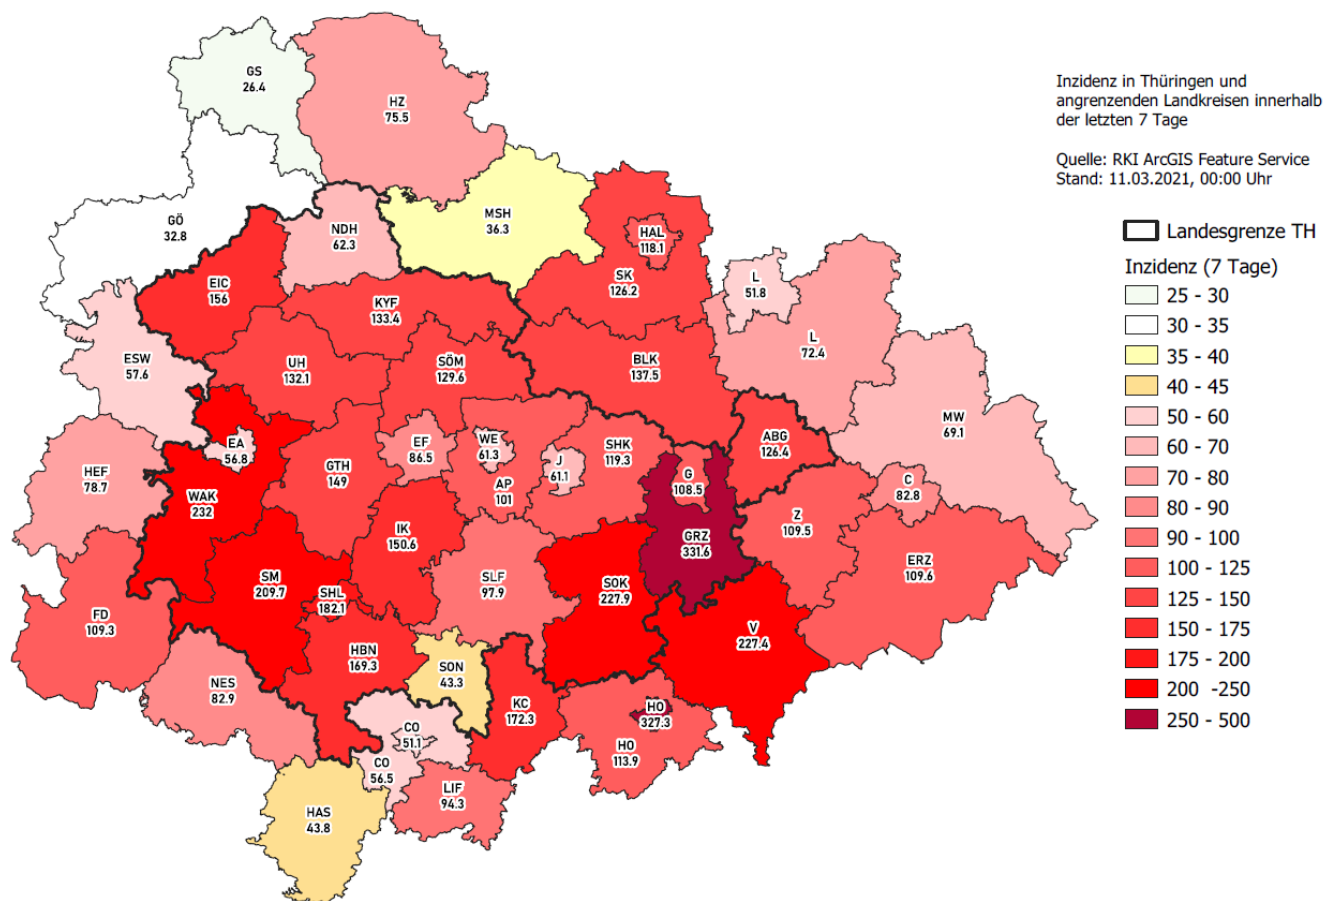 GS
26.4
HZ
75.5
GÖ
32.8
NDH
62.3
MSH
36.3
HAL
118.1
SK
126.2
L
51.8
L
72.4
EIC
156
KYF
133.4
ESW
57.6
UH
132.1
SÖM
129.6
BLK
137.5
MW
69.1
EA
56.8
EF
86.5
WE
61.3
J
61.1
SHK
119.3
ABG
126.4
HEF
78.7
GTH
149
AP
101
G
108.5
C
82.8
WAK
232
IK
150.6
GRZ
331.6
Z
109.5
ERZ
109.6
SM
209.7
SHL
182.1
SLF
97.9
SOK
227.9
FD
109.3
V
227.4
HBN
169.3
SON
43.3
NES
82.9
KC
172.3
HO
327.3
CO
51.1
HO
113.9
CO
56.5
LIF
94.3
HAS
43.8
Inzidenz in Thüringen und
angrenzenden Landkreisen innerhalb
der letzten 7 Tage
Quelle: RKI ArcGIS Feature Service
Stand: 11.03.2021, 00:00 Uhr
Landesgrenze TH
Inzidenz (7 Tage)
25 - 30
30 - 35
35 - 40
40 - 45
50 - 60
60 - 70
70 - 80
80 - 90
90 - 100
100 - 125
125 - 150
150 - 175
175 - 200
200 -250
250 - 500